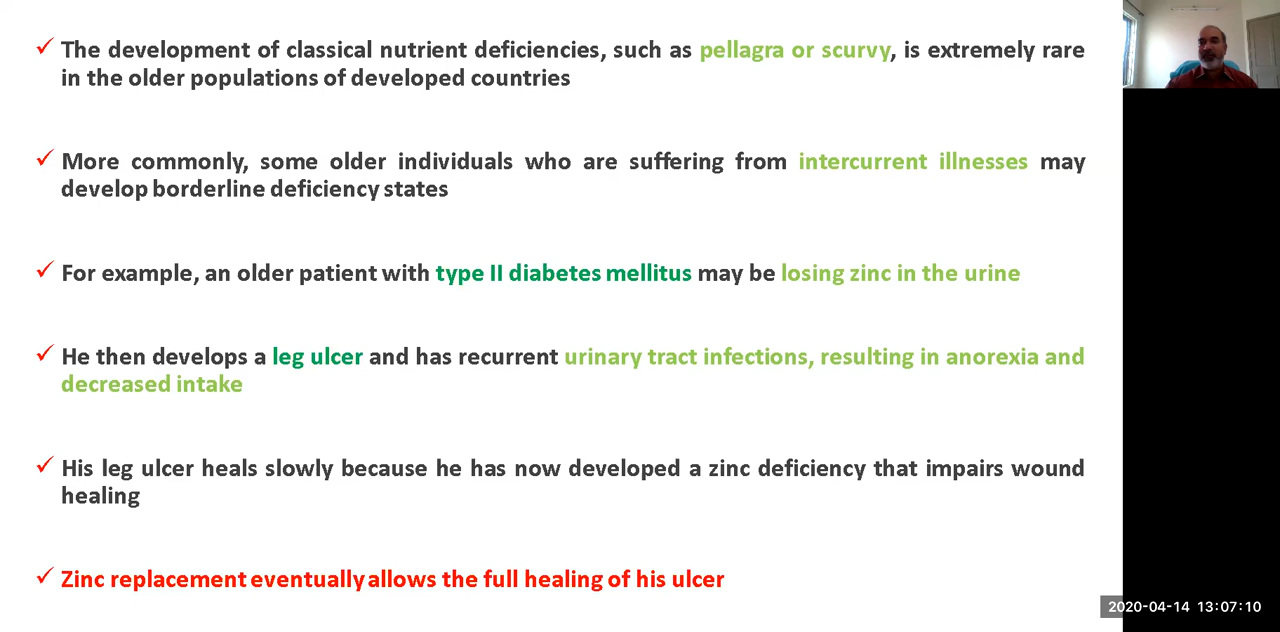 ✓ The development of classical nutrient deficiencies, such as pellagra or scurvy, is extremely rare
in the older populations of developed countries
✓ More commonly, some older individuals who are suffering from intercurrent illnesses may
develop borderline deficiency states
✓ For example, an older patient with type II diabetes mellitus may be losing zinc in the urine
✓ He then develops a leg ulcer and has recurrent urinary tract infections, resulting in anorexia and
decreased intake
✓ His leg ulcer heals slowly because he has now developed a zinc deficiency that impairs wound
healing
✓ Zinc replacement eventually allows the full healing of his ulcer
2020-04-14 13:07:10